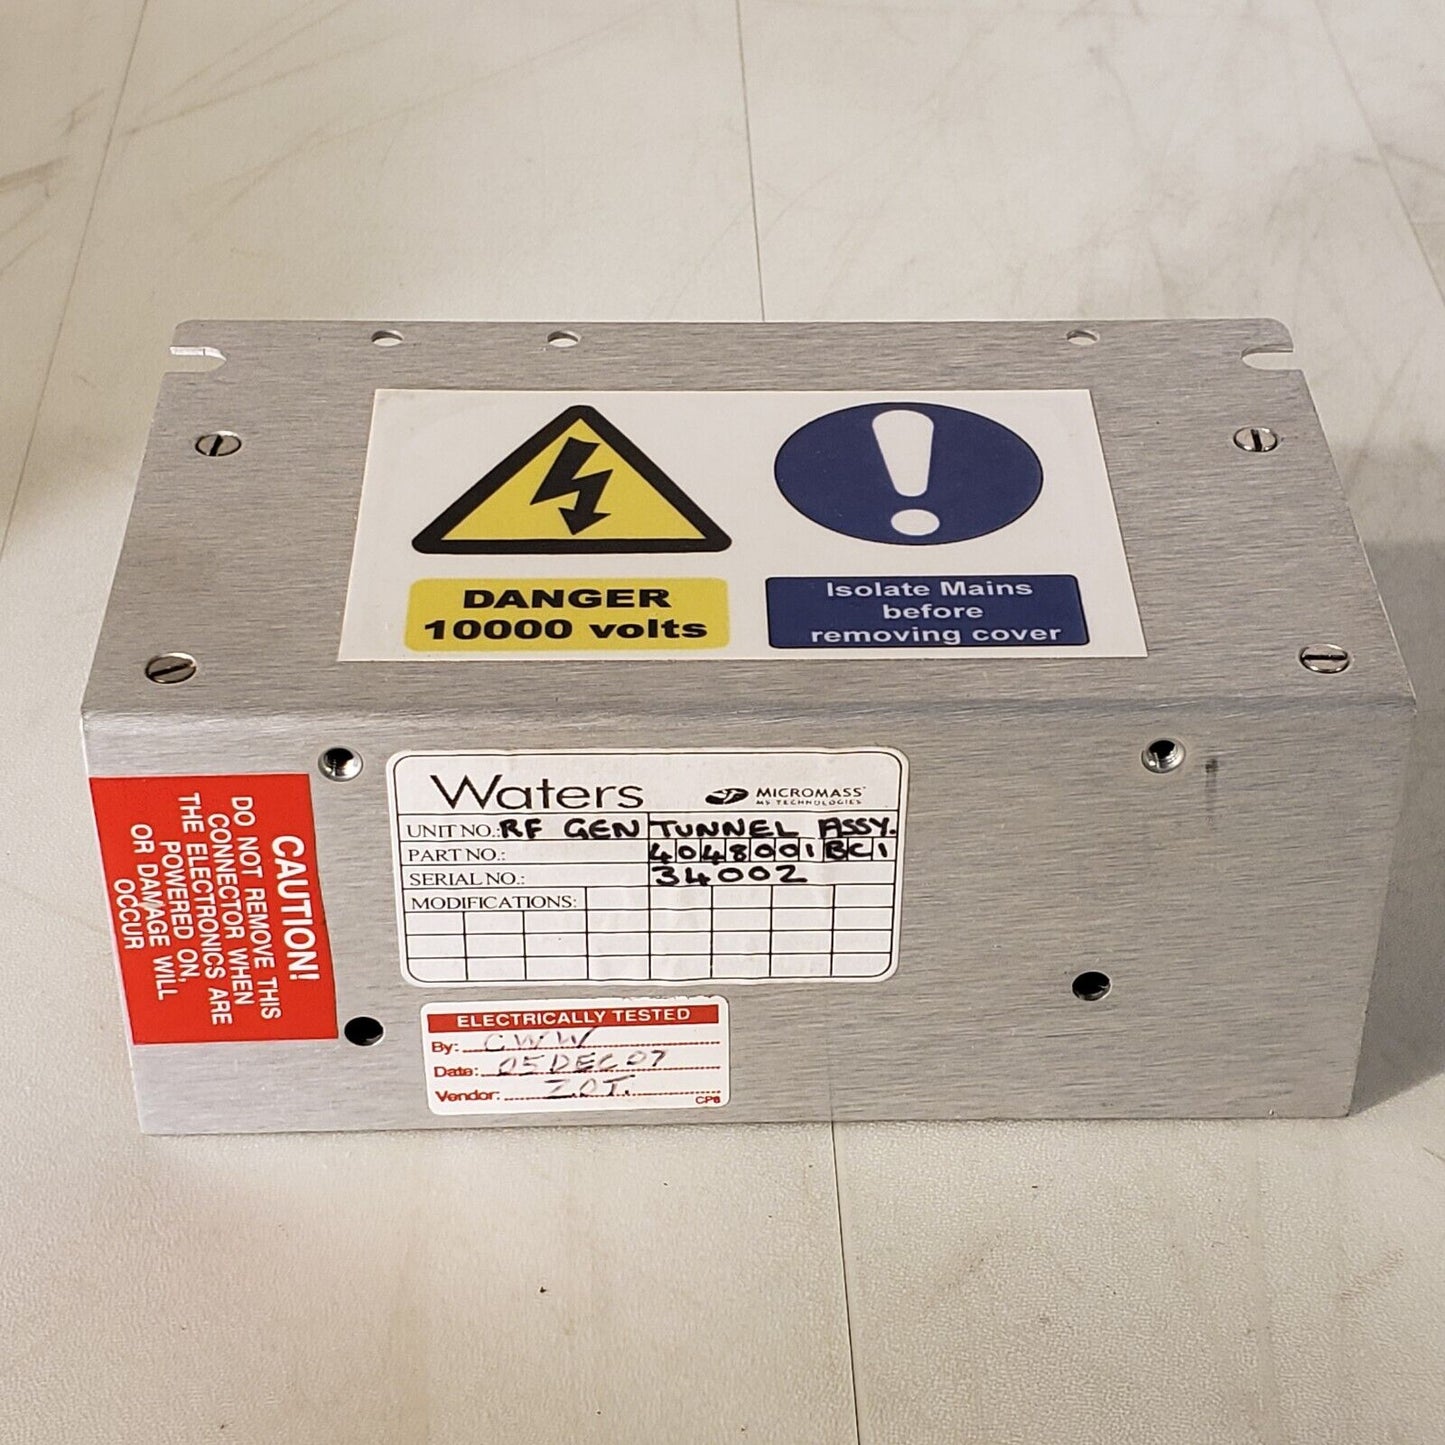 DANGER
10000 volts
Isolate Mains
before
removing cover
CAUTION!
DO NOT REMOVE THIS
CONNECTOR WHEN
THE ELECTRONICS ARE
POWERED ON,
OR DAMAGE WILL
OCCUR
Waters
MICROMASS
MS TECHNOLOGIES
UNIT NO.: RF GEN TUNNEL ASSY.
PART NO.: 4048001BC1
SERIAL NO.: 34002
MODIFICATIONS:
ELECTRICALLY TESTED
By: CWW
Date: 05DEC07
Vendor: Z.O.T.
CP8